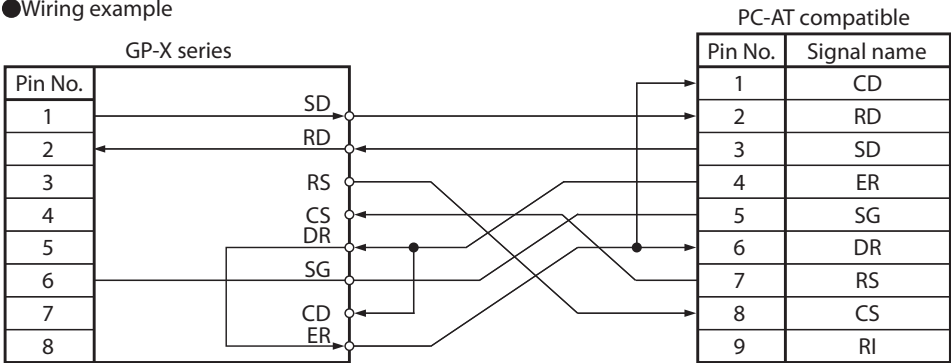 ●Wiring example
PC-AT compatible
GP-X series
Pin No. Signal name
Pin No.
1 CD
1 SD 2 RD
2 RD 3 SD
3 RS 4 ER
4 CS 5 SG
5 DR 6 DR
6 SG 7 RS
7 CD 8 CS
8 ER 9 RI